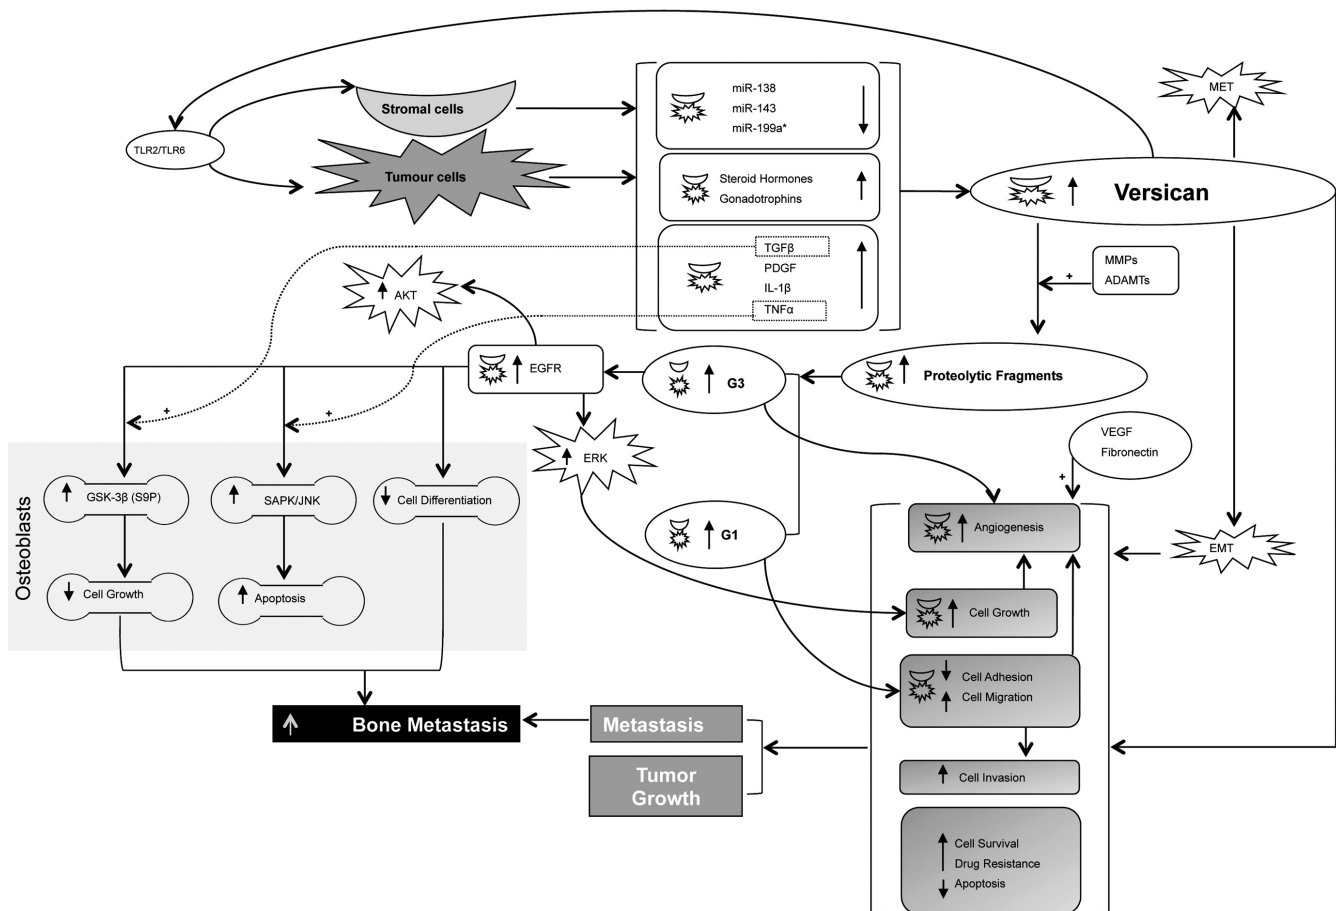 MET
miR-138
miR-143
miR-199a*
Stromal cells
TLR2/TLR6
Tumour cells
Steroid Hormones
Gonadotrophins
Versican
TGFβ
PDGF
IL-1β
TNFα
MMPs
ADAMTs
+
AKT
EGFR
G3
Proteolytic Fragments
+
+
VEGF
Fibronectin
+
ERK
Osteoblasts
GSK-3β (S9P)
SAPK/JNK
Cell Differentiation
G1
Angiogenesis
EMT
Cell Growth
Apoptosis
Cell Growth
Cell Adhesion
Cell Migration
Bone Metastasis
Metastasis
Tumor
Growth
Cell Invasion
Cell Survival
Drug Resistance
Apoptosis